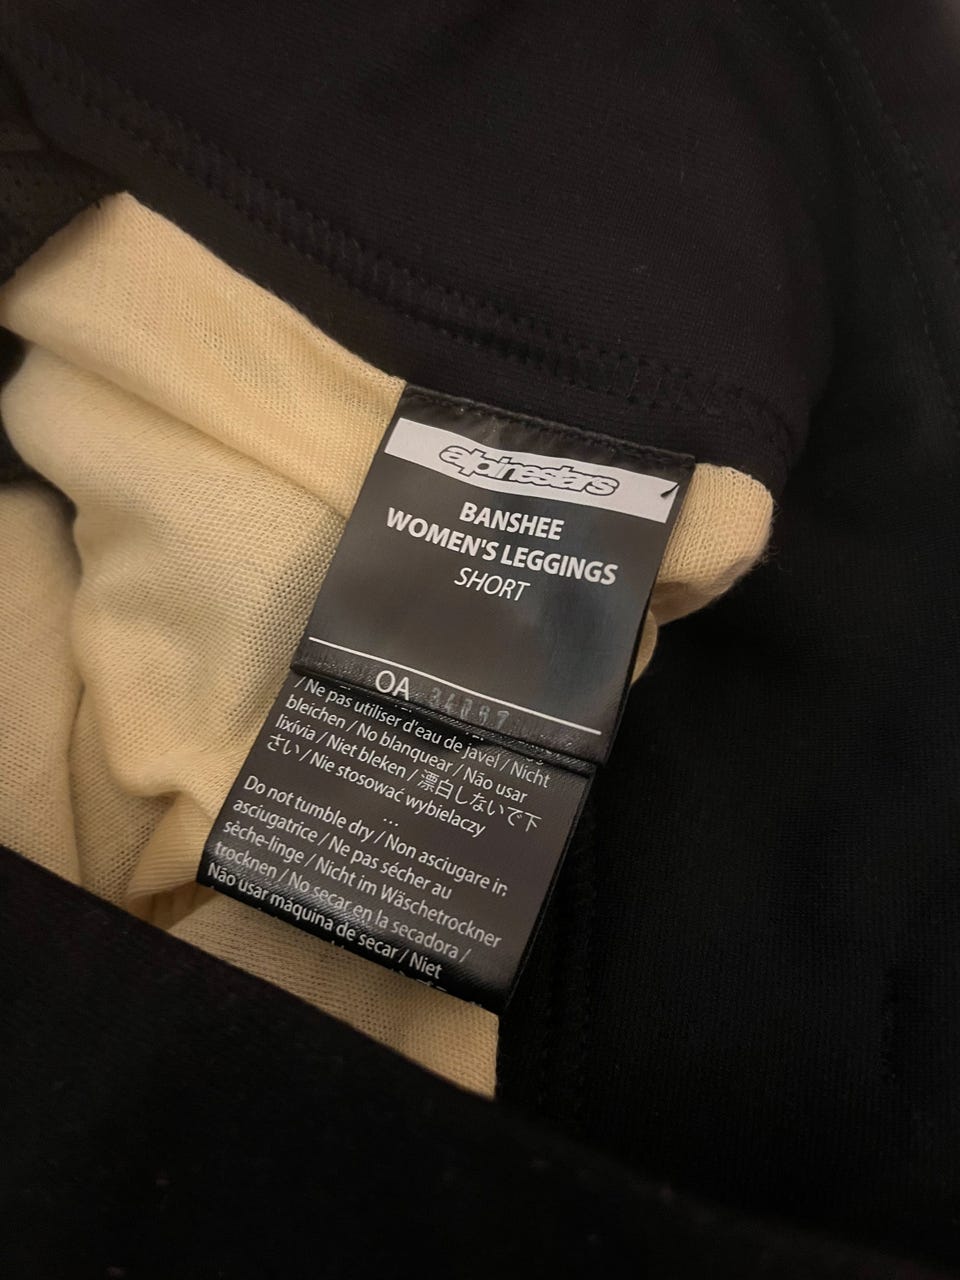 alpinestars
BANSHEE
WOMEN'S LEGGINGS
SHORT
OA
/ Ne pas utiliser d'eau de javel / Nicht
bleichen / No blanquear / Não usar
lixívia / Niet bleken / 漂白しないで下
さい / Nie stosować wybielaczy
...
Do not tumble dry / Non asciugare in
asciugatrice / Ne pas sécher au
sèche-linge / Nicht im Wäschetrockner
trocknen / No secar en la secadora /
Não usar máquina de secar / Niet